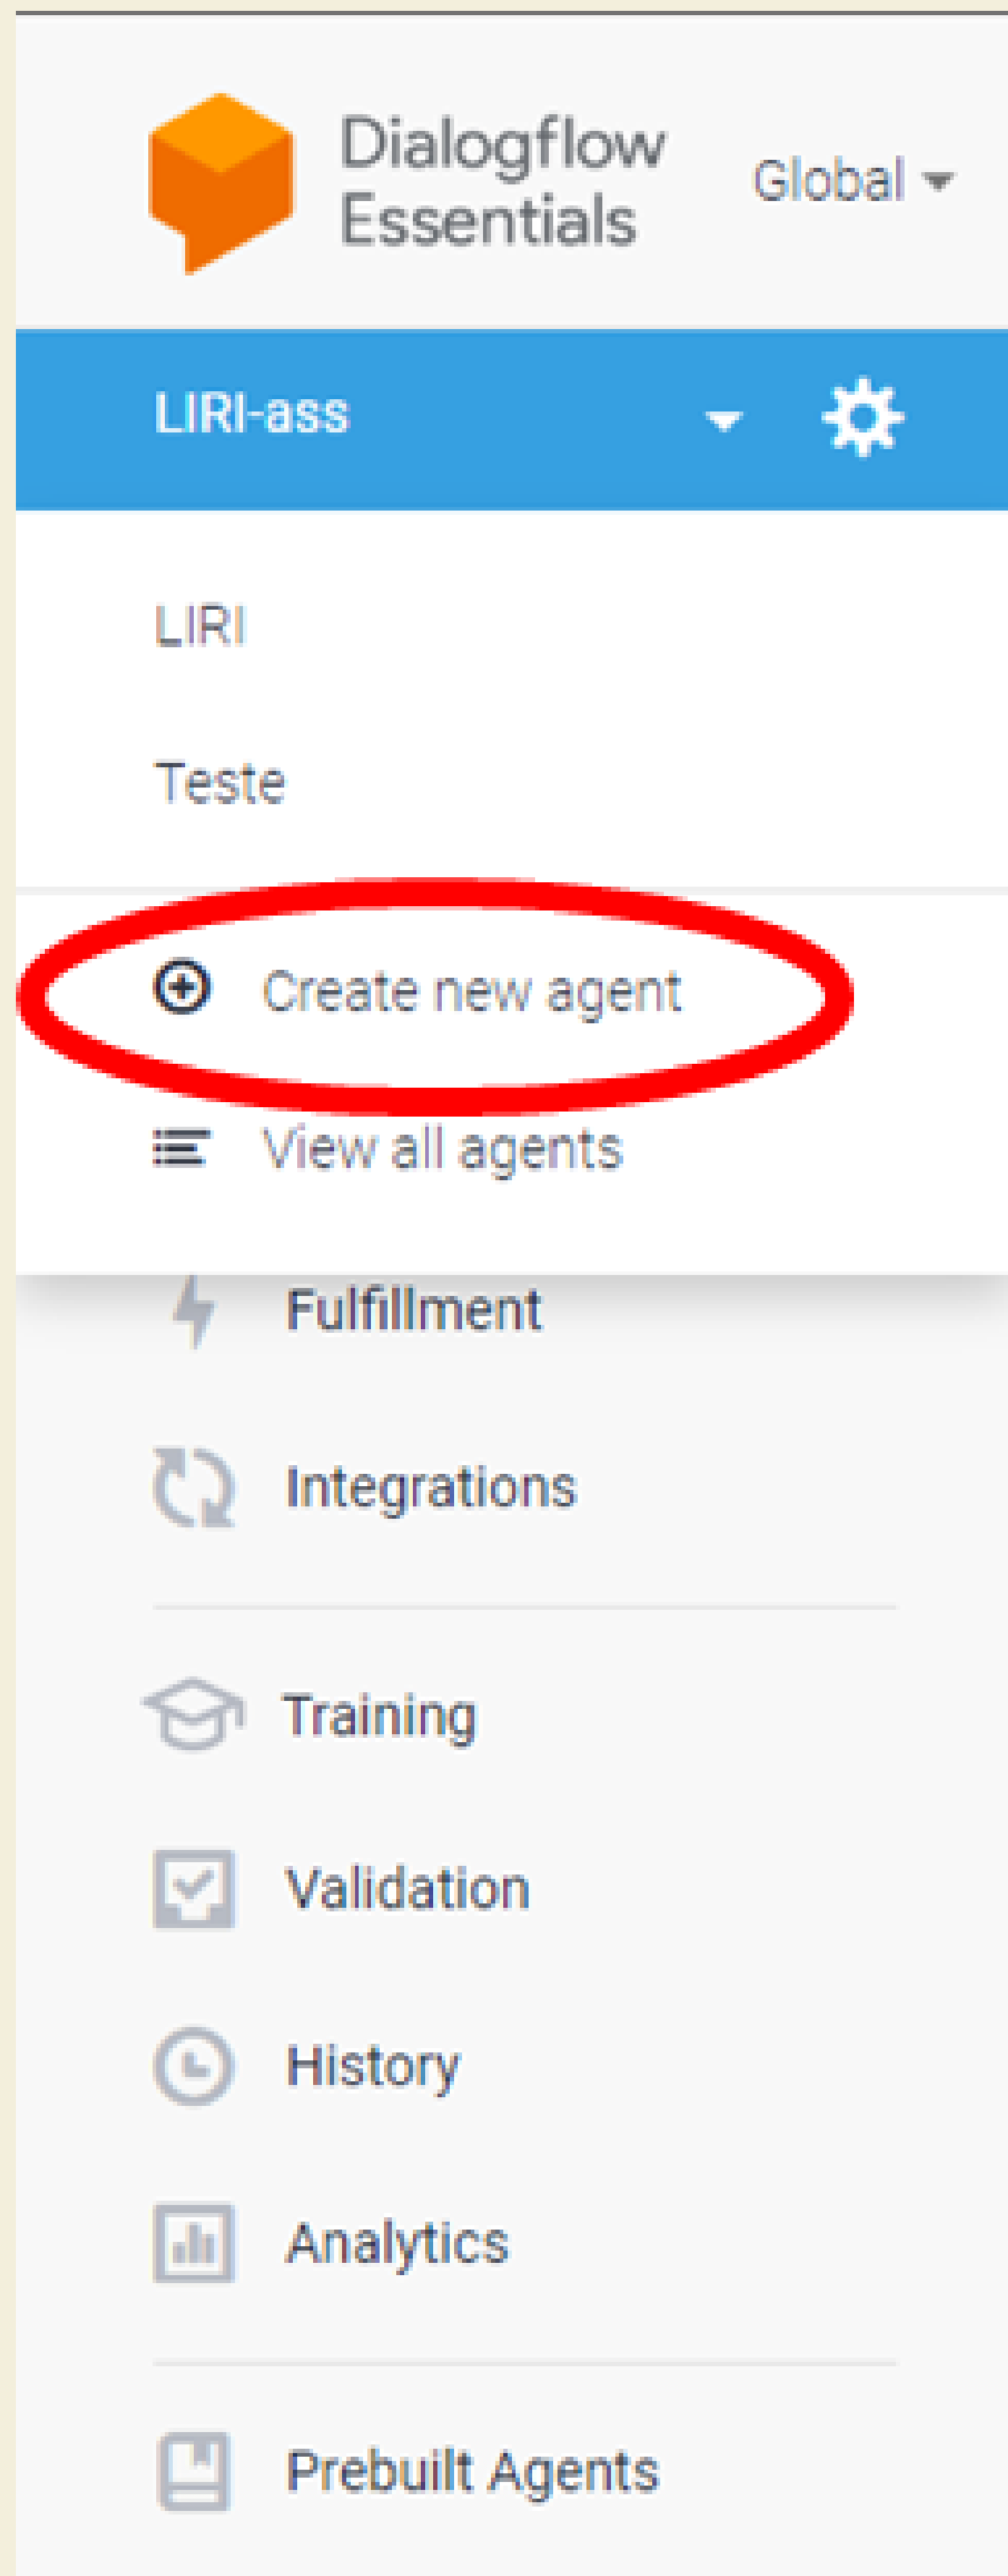 Dialogflow
Essentials
Global
LIRI-ass
LIRI
Teste
Create new agent
View all agents
Fulfillment
Integrations
Training
Validation
History
Analytics
Prebuilt Agents